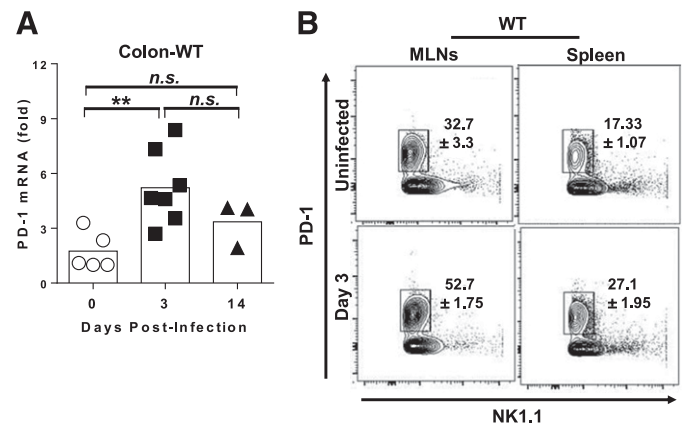 A
Colon-WT
12
9
6
3
0
n.s.
**
n.s.
PD-1 mRNA (fold)
0
3
14
Days Post-Infection
B
WT
MLNs
Spleen
Uninfected
32.7
± 3.3
17.33
± 1.07
Day 3
52.7
± 1.75
27.1
± 1.95
PD-1
NK1.1